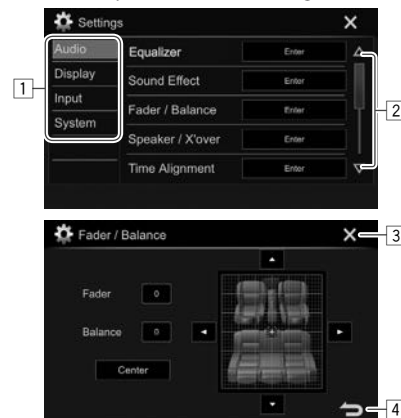 Settings
Audio
Equalizer
Enter
Display
Sound Effect
Enter
Input
Fader / Balance
Enter
System
Speaker / X'over
Enter
Time Alignment
Enter
1
2
Fader / Balance
3
Fader
0
Balance
0
Center
4